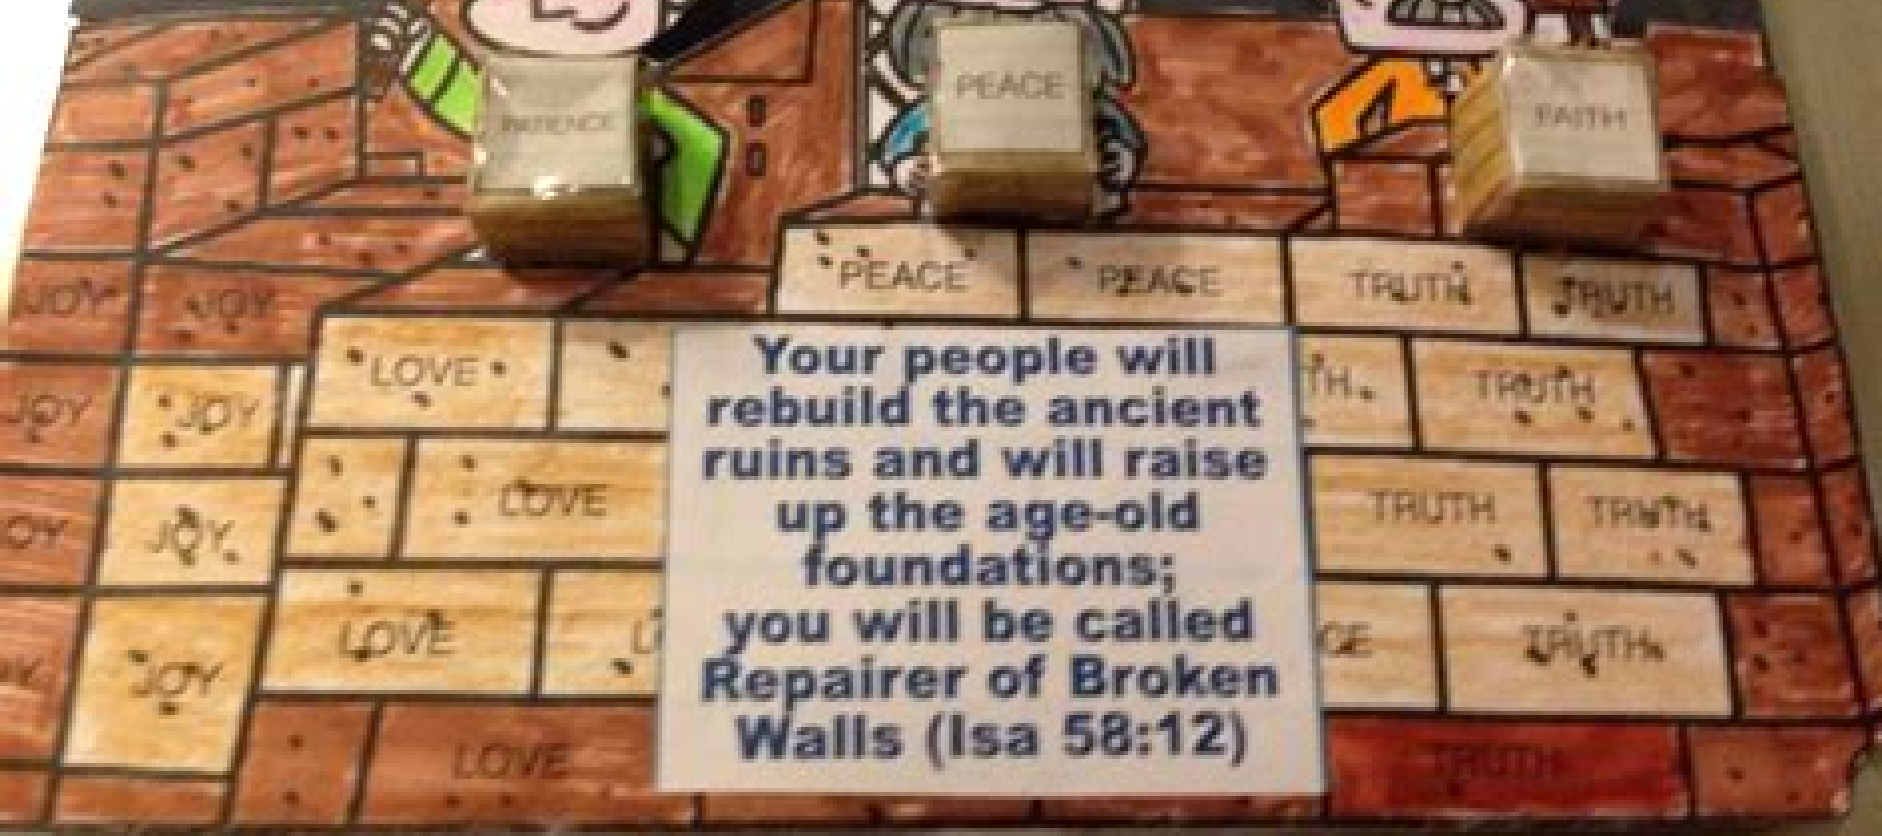 PATIENCE
PEACE
FAITH
PEACE
PEACE
TRUTH
TRUTH
JOY
JOY
LOVE
TRUTH
JOY
JOY
LOVE
TRUTH
TRUTH
JOY
LOVE
TRUTH
JOY
LOVE
TRUTH
Your people will
rebuild the ancient
ruins and will raise
up the age-old
foundations;
you will be called
Repairer of Broken
Walls (Isa 58:12)